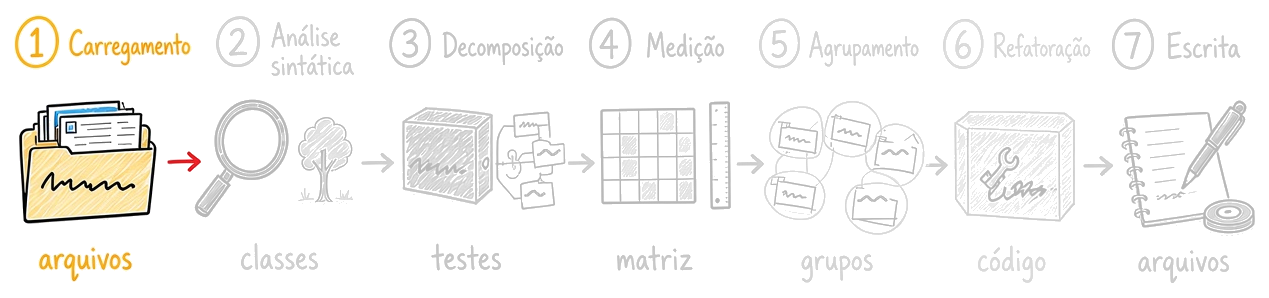 1 Carregamento
2 Análise
sintática
3 Decomposição
4 Medição
5 Agrupamento
6 Refatoração
7 Escrita
arquivos
classes
testes
matriz
grupos
código
arquivos